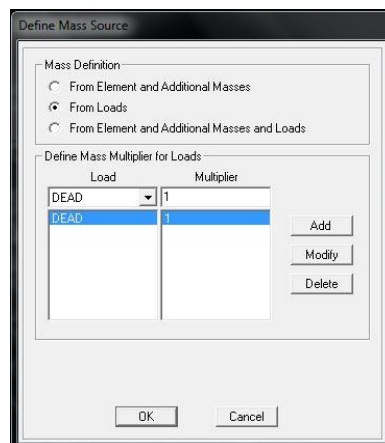 Define Mass Source
Mass Definition
From Element and Additional Masses
From Loads
From Element and Additional Masses and Loads
Define Mass Multiplier for Loads
Load Multiplier
DEAD 1
DEAD 1
Add
Modify
Delete
OK Cancel